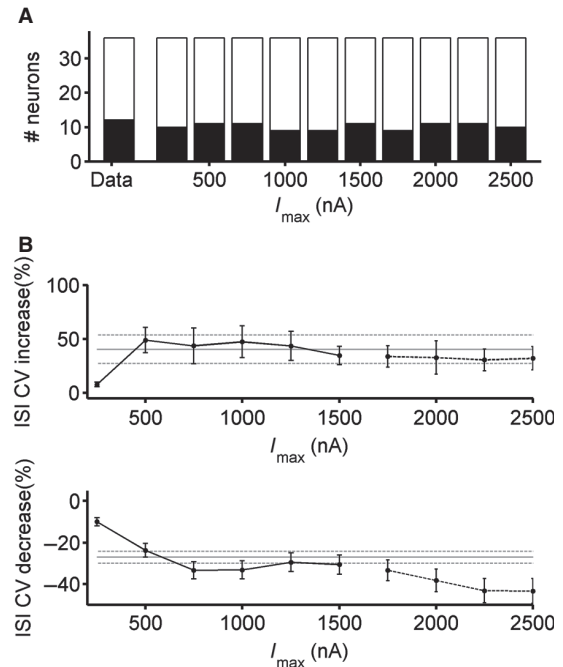 A
# neurons
30
20
10
0
Data 500 1000 1500 2000 2500
Imax (nA)
B
ISI CV increase(%)
100
50
0
500 1000 1500 2000 2500
Imax (nA)
ISI CV decrease(%)
0
–20
–40
500 1000 1500 2000 2500
Imax (nA)